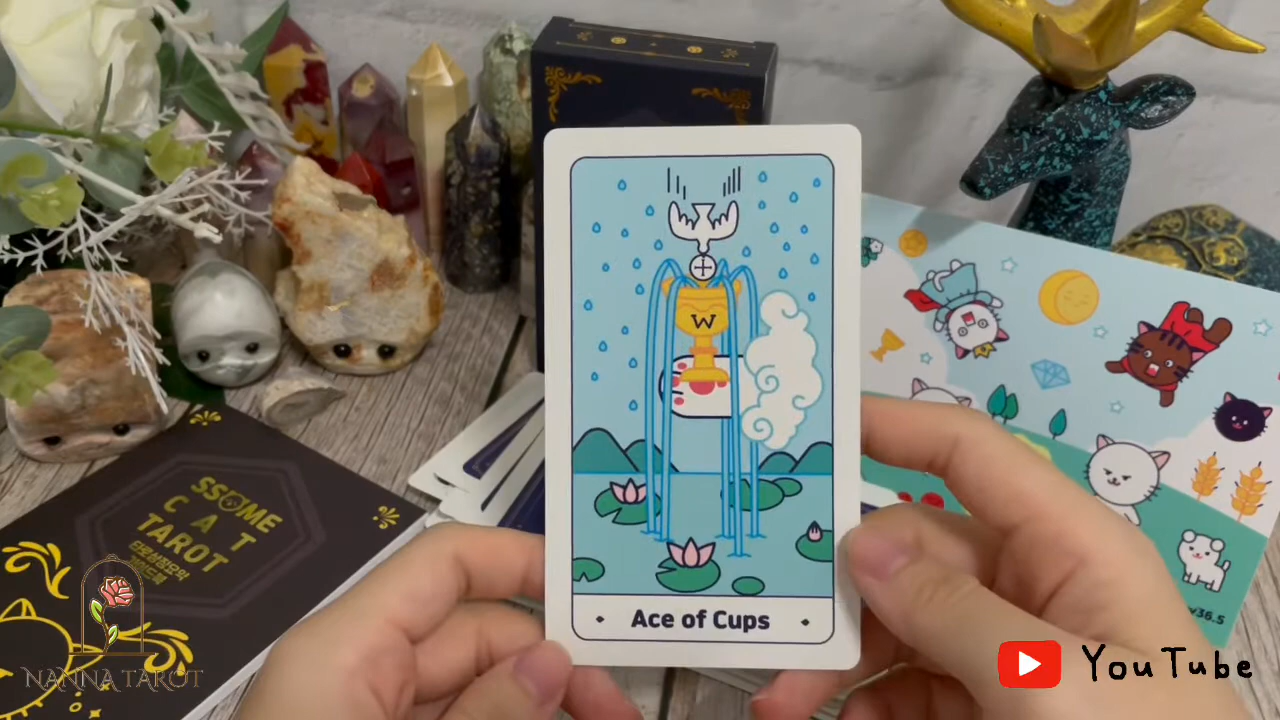 W
Ace of Cups
SSOME
CAT
TAROT
NANNA TAROT
YouTube